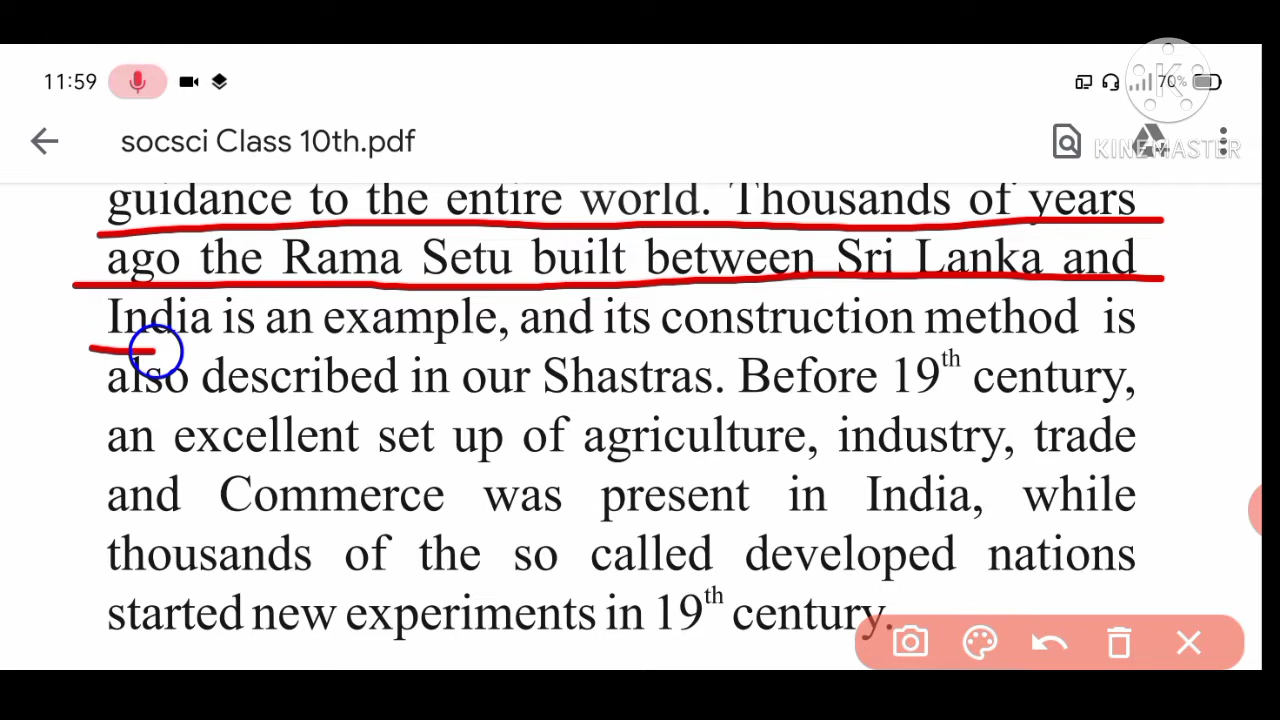 11:59
70%
socsci Class 10th.pdf
KINEMASTER
guidance to the entire world. Thousands of years
ago the Rama Setu built between Sri Lanka and
India is an example, and its construction method is
also described in our Shastras. Before 19th century,
an excellent set up of agriculture, industry, trade
and Commerce was present in India, while
thousands of the so called developed nations
started new experiments in 19th century.